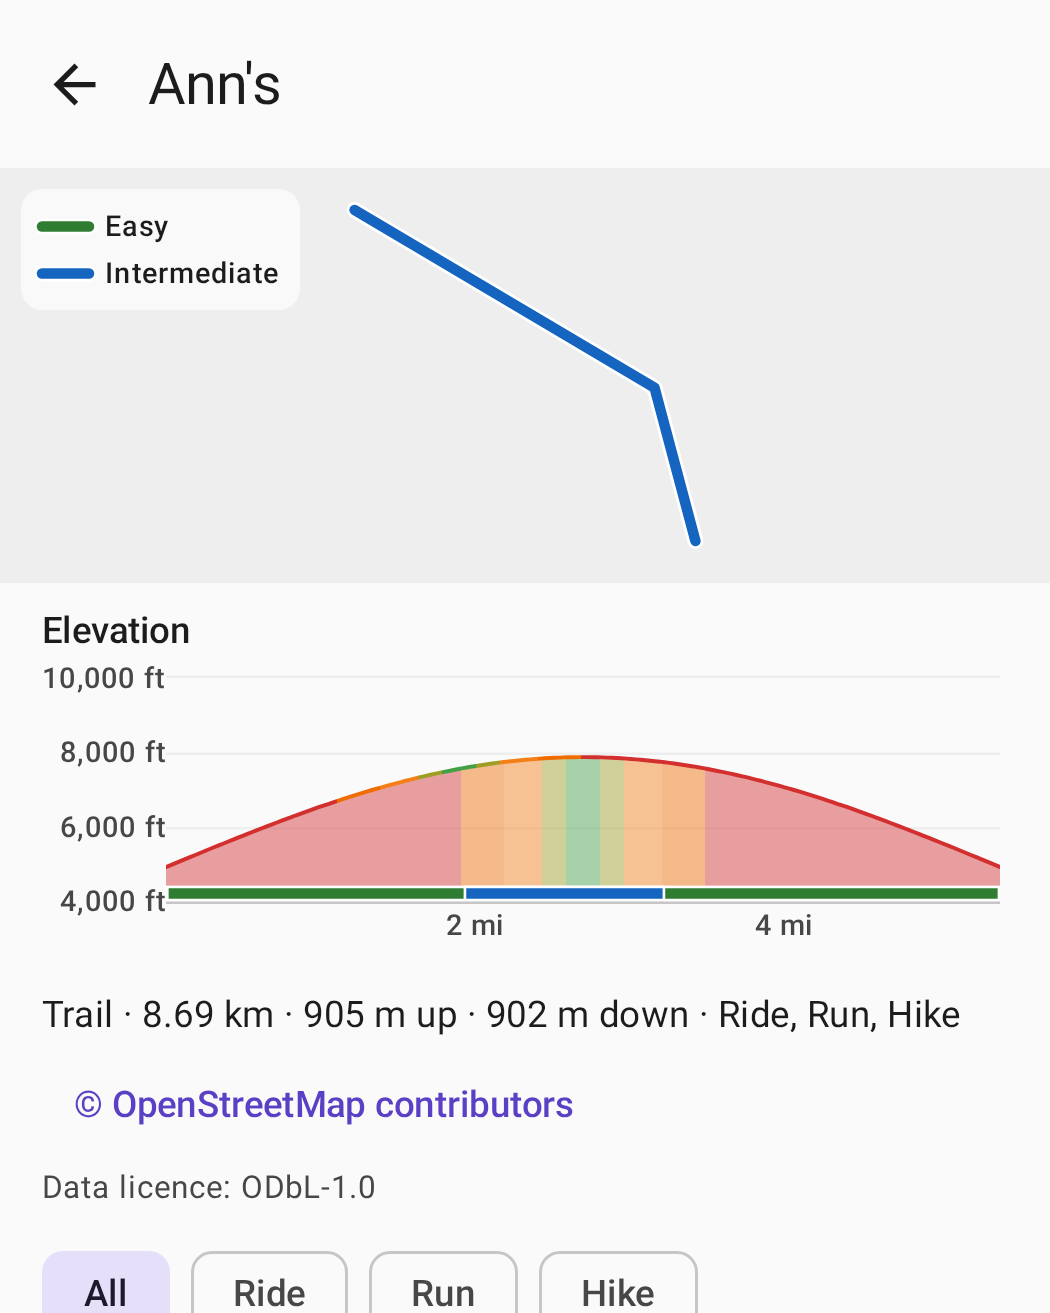 Ann's
Easy
Intermediate
Elevation
10,000 ft
8,000 ft
6,000 ft
4,000 ft
2 mi
4 mi
Trail · 8.69 km · 905 m up · 902 m down · Ride, Run, Hike
© OpenStreetMap contributors
Data licence: ODbL-1.0
All
Ride
Run
Hike